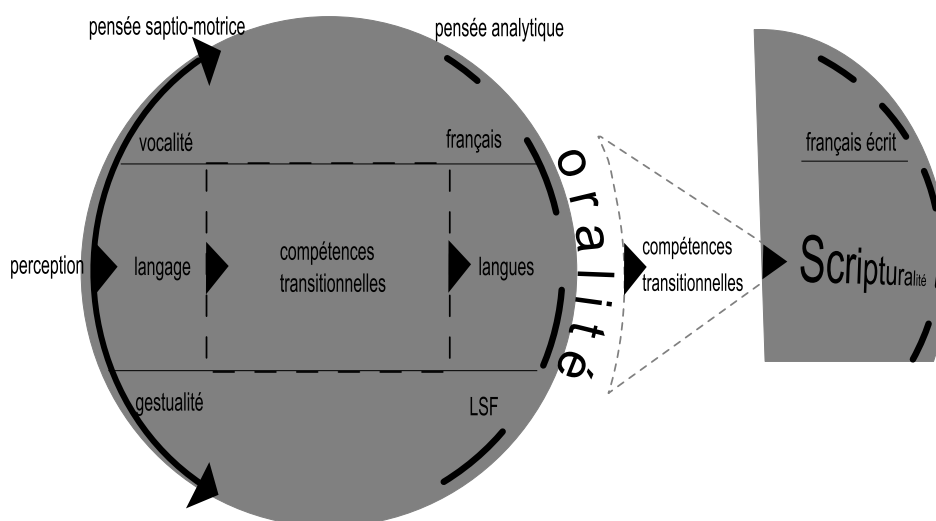 pensée saptio-motrice
pensée analytique
vocalité
français
perception
langage
compétences
transitionnelles
langues
gestualité
LSF
oralité
compétences
transitionnelles
français écrit
Scripturalité